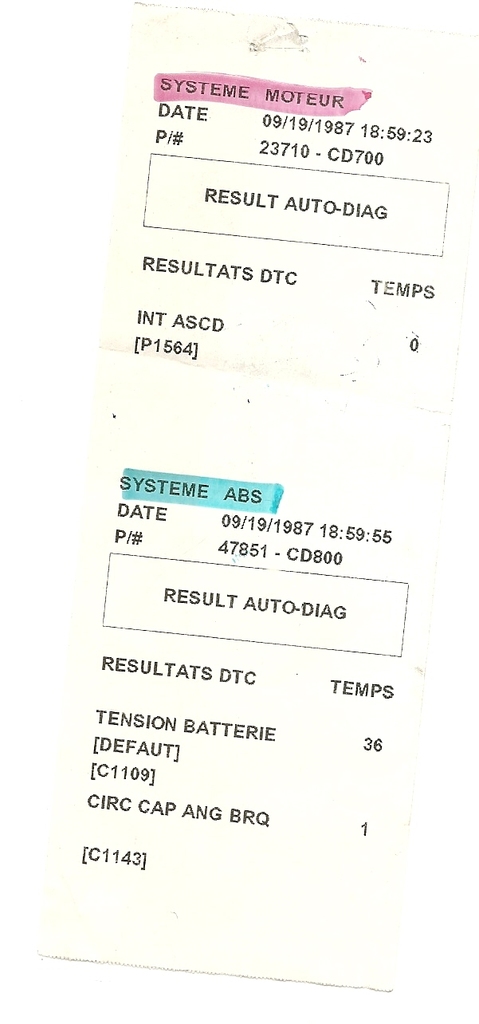 SYSTEME MOTEUR
DATE 09/19/1987 18:59:23
P/# 23710 - CD700
RESULT AUTO-DIAG
RESULTATS DTC TEMPS
INT ASCD 0
[P1564]
SYSTEME ABS
DATE 09/19/1987 18:59:55
P/# 47851 - CD800
RESULT AUTO-DIAG
RESULTATS DTC TEMPS
TENSION BATTERIE 36
[DEFAUT]
[C1109]
CIRC CAP ANG BRQ 1
[C1143]